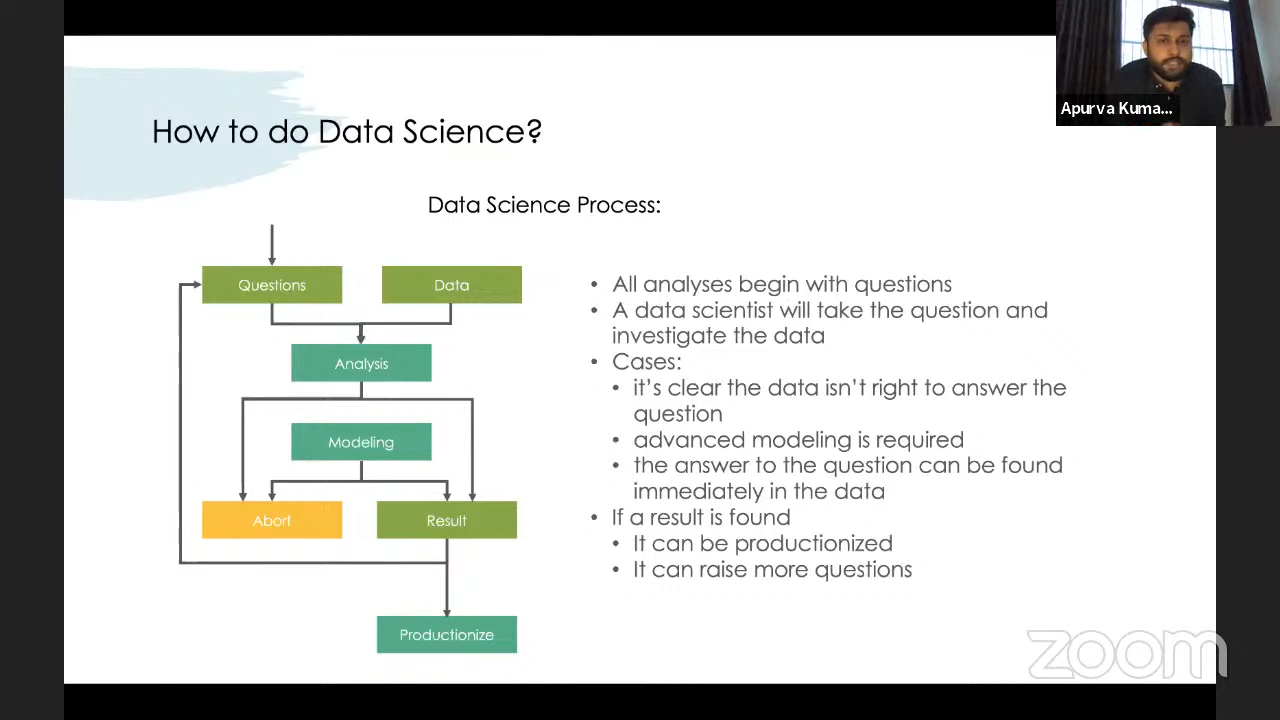 Apurva Kuma...
How to do Data Science?
Data Science Process:
Questions
Data
Analysis
Modeling
Abort
Result
Productionize
• All analyses begin with questions
• A data scientist will take the question and
investigate the data
• Cases:
• it's clear the data isn't right to answer the
question
• advanced modeling is required
• the answer to the question can be found
immediately in the data
• If a result is found
• It can be productionized
• It can raise more questions
zoom